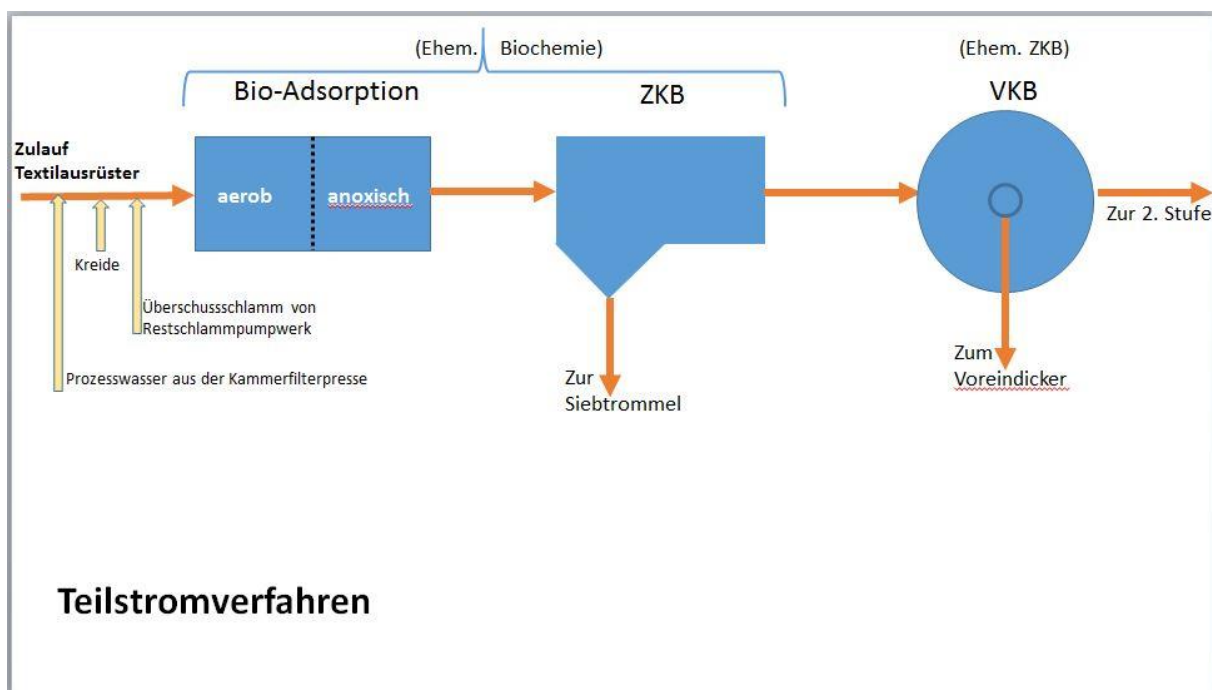 (Ehem. Biochemie)
(Ehem. ZKB)
Bio-Adsorption
ZKB
VKB
Zulauf
Textilausrüster
aerob
anoxisch
Zur 2. Stufe
Kreide
Überschussschlamm von
Restschlammpumpwerk
Prozesswasser aus der Kammerfilterpresse
Zur
Siebtrommel
Zum
Voreindicker
Teilstromverfahren